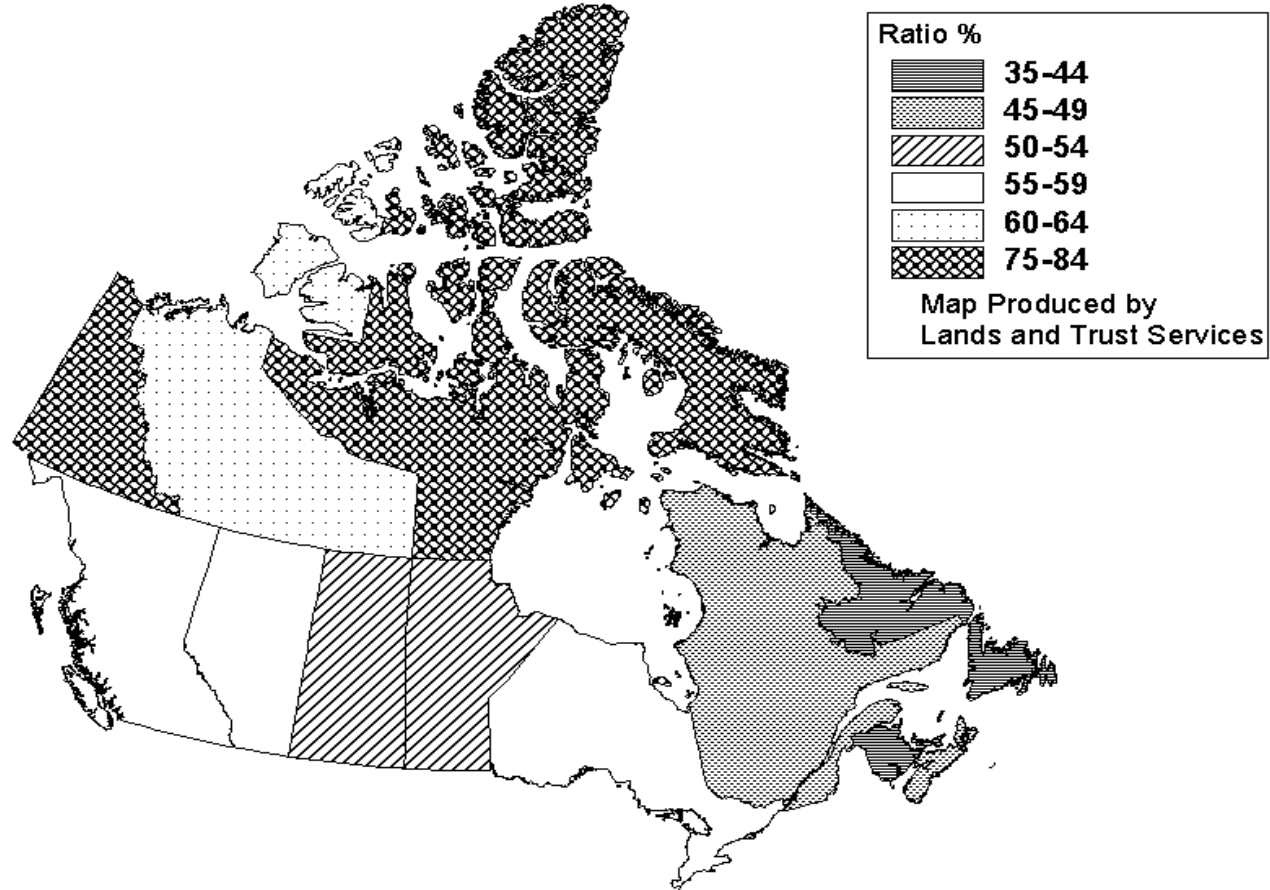 Ratio %
35-44
45-49
50-54
55-59
60-64
75-84
Map Produced by
Lands and Trust Services